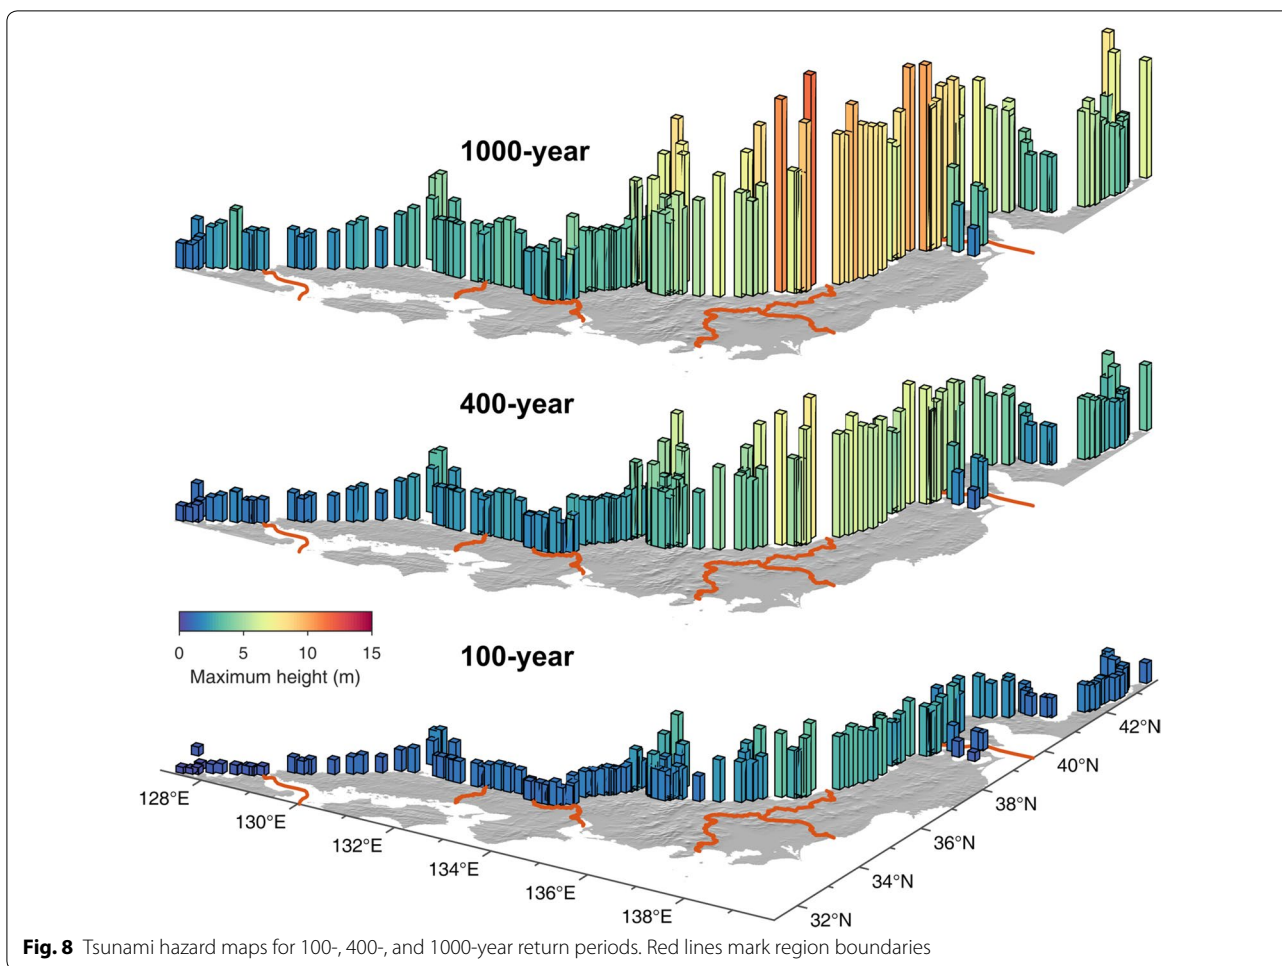 1000-year
400-year
0 5 10 15
Maximum height (m)
100-year
128°E
130°E
132°E
134°E
136°E
138°E
32°N
34°N
36°N
38°N
40°N
42°N
Fig. 8 Tsunami hazard maps for 100-, 400-, and 1000-year return periods. Red lines mark region boundaries